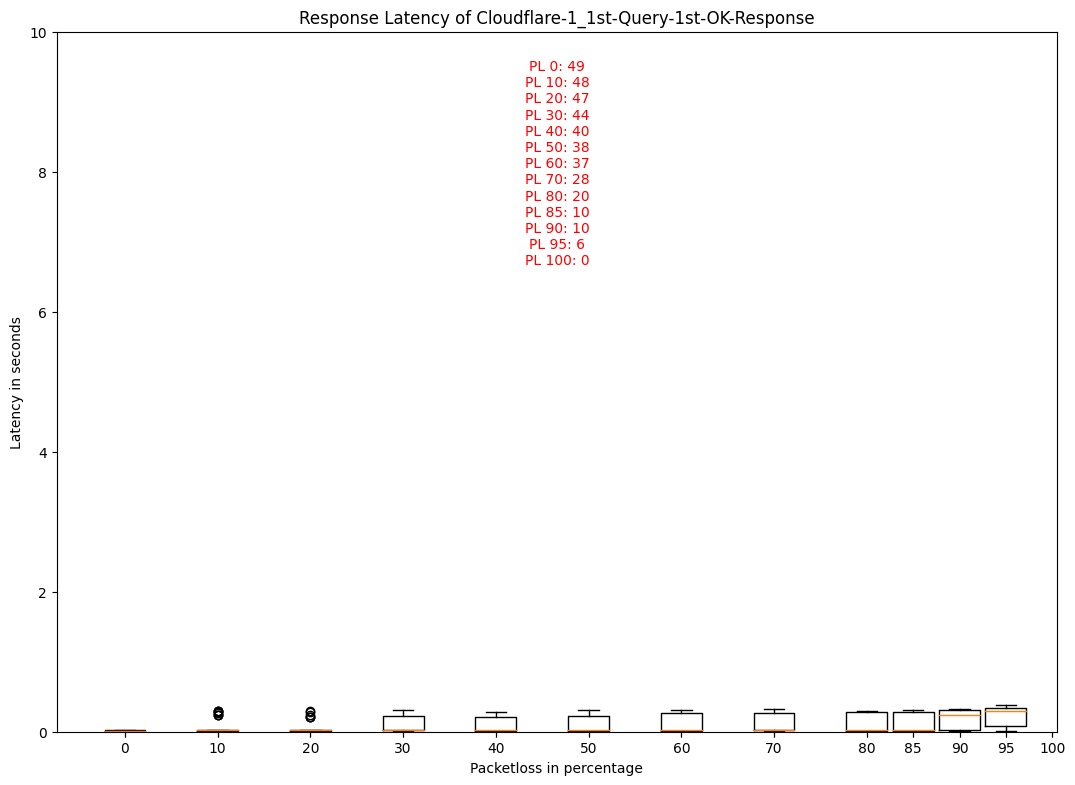 Response Latency of Cloudflare-1_1st-Query-1st-OK-Response
10
8
6
4
2
0
Latency in seconds
PL 0: 49
PL 10: 48
PL 20: 47
PL 30: 44
PL 40: 40
PL 50: 38
PL 60: 37
PL 70: 28
PL 80: 20
PL 85: 10
PL 90: 10
PL 95: 6
PL 100: 0
0 10 20 30 40 50 60 70 80 85 90 95 100
Packetloss in percentage